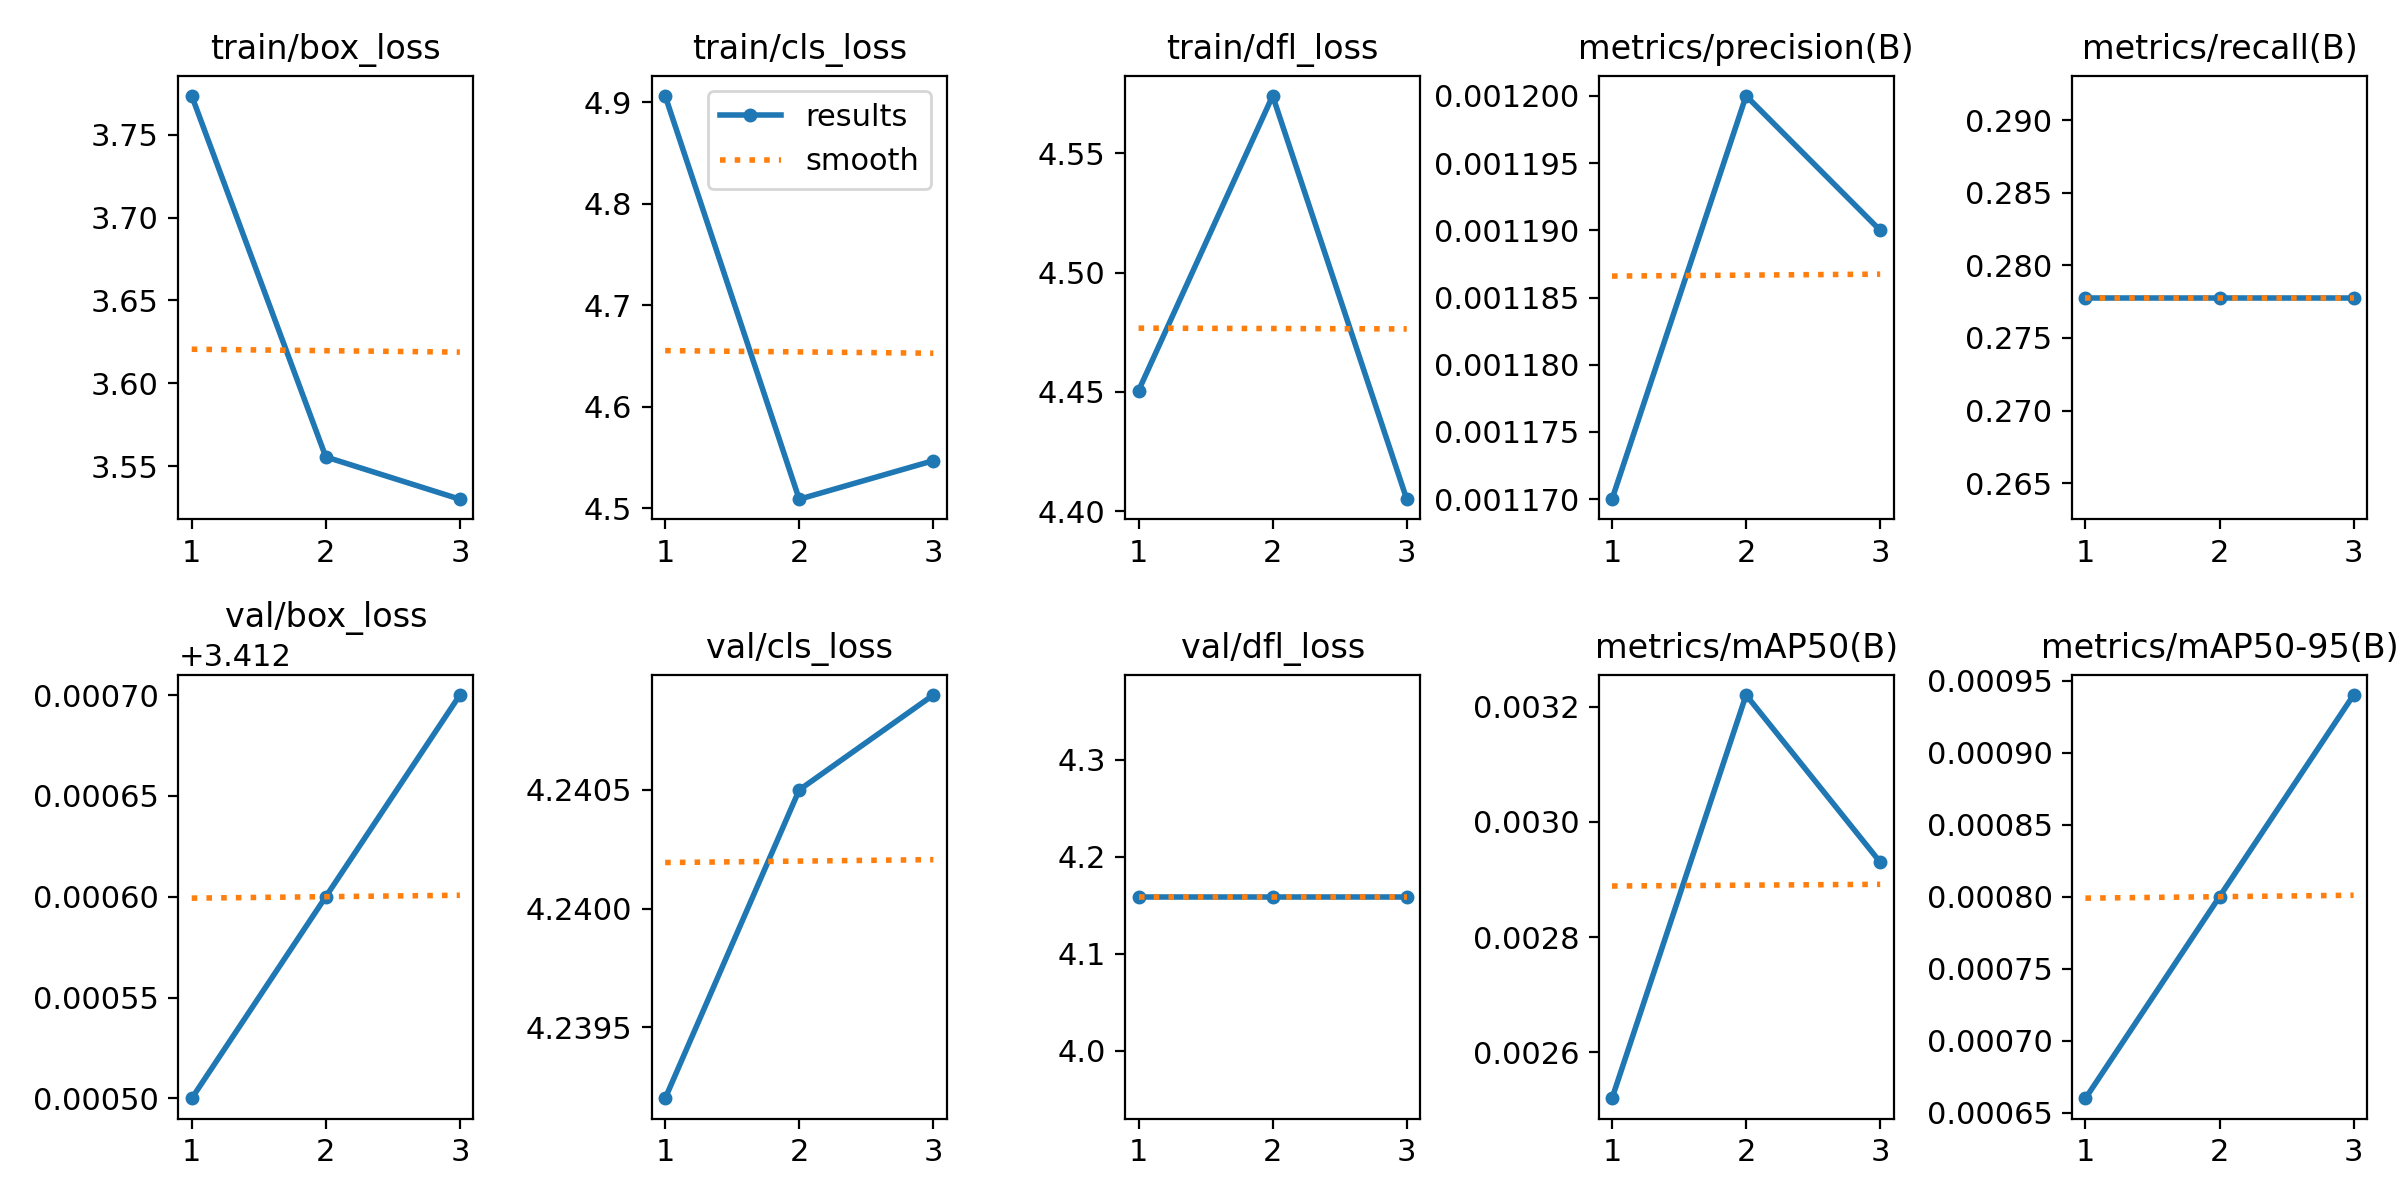 train/box_loss
3.75
3.70
3.65
3.60
3.55
1 2 3
train/cls_loss
results
smooth
4.9
4.8
4.7
4.6
4.5
1 2 3
train/dfl_loss
4.55
4.50
4.45
4.40
1 2 3
metrics/precision(B)
0.001200
0.001195
0.001190
0.001185
0.001180
0.001175
0.001170
1 2 3
metrics/recall(B)
0.290
0.285
0.280
0.275
0.270
0.265
1 2 3
val/box_loss
+3.412
0.00070
0.00065
0.00060
0.00055
0.00050
1 2 3
val/cls_loss
4.2405
4.2400
4.2395
1 2 3
val/dfl_loss
4.3
4.2
4.1
4.0
1 2 3
metrics/mAP50(B)
0.0032
0.0030
0.0028
0.0026
1 2 3
metrics/mAP50-95(B)
0.00095
0.00090
0.00085
0.00080
0.00075
0.00070
0.00065
1 2 3